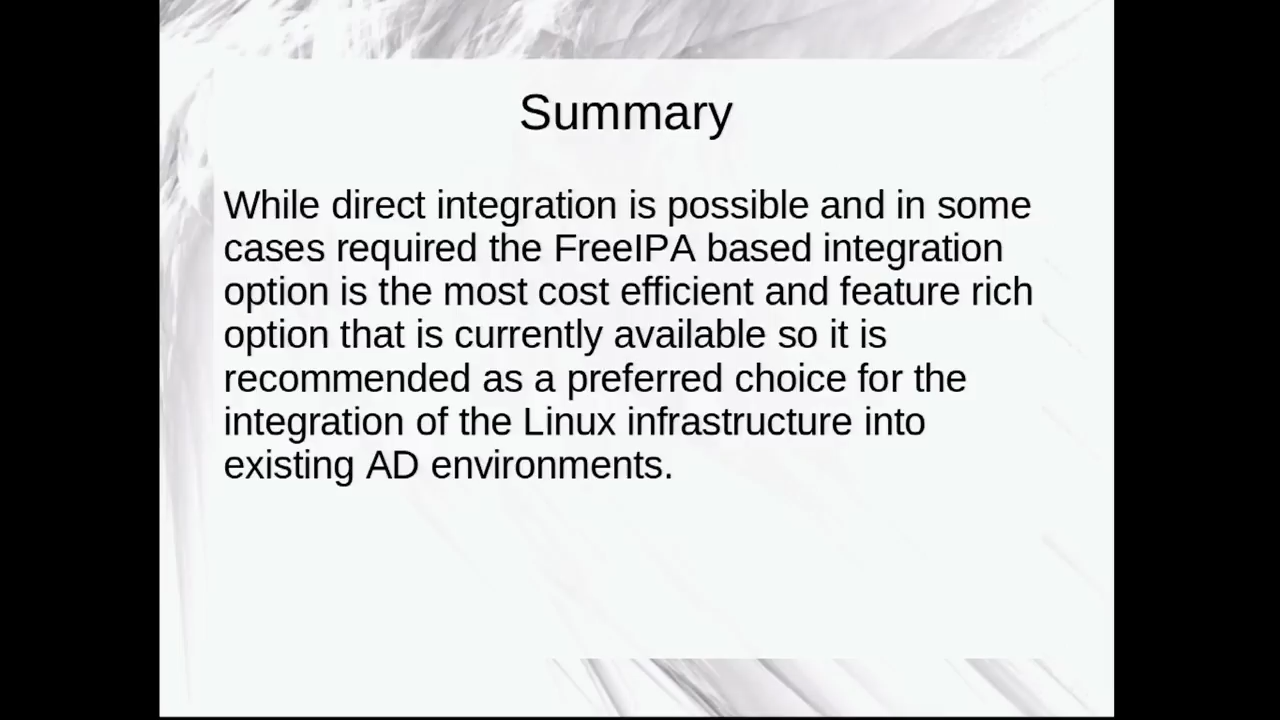 Summary
While direct integration is possible and in some
cases required the FreeIPA based integration
option is the most cost efficient and feature rich
option that is currently available so it is
recommended as a preferred choice for the
integration of the Linux infrastructure into
existing AD environments.